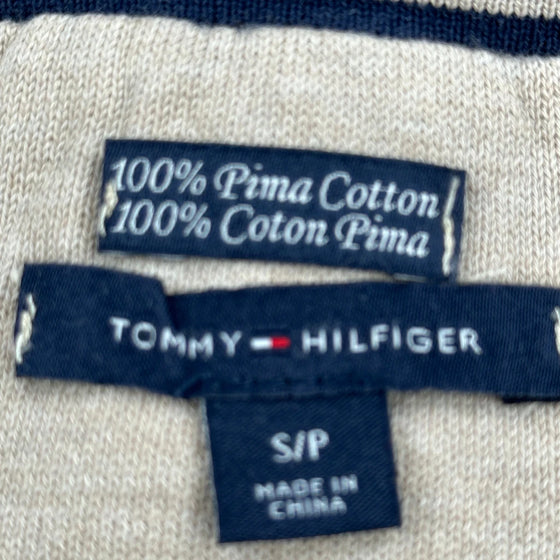 100% Pima Cotton
100% Coton Pima
TOMMY HILFIGER
S/P
MADE IN
CHINA